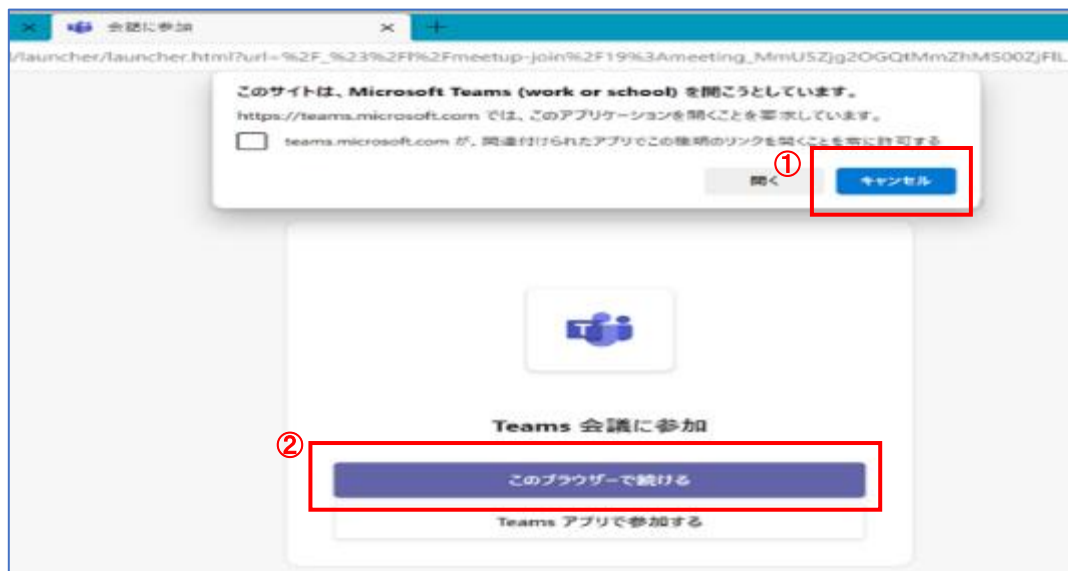 会議に参加
/launcher/launcher.html?url=%2F_%23%2Fl%2Fmeetup-join%2F19%3Ameeting_MmU5Zjg2OGQtMmZhMS00ZjFlL
このサイトは、Microsoft Teams (work or school) を開こうとしています。
https://teams.microsoft.com では、このアプリケーションを開くことを要求しています。
teams.microsoft.com が、関連付けられたアプリでこの種類のリンクを開くことを常に許可する
①
開く
キャンセル
Teams 会議に参加
②
このブラウザーで続ける
Teams アプリで参加する